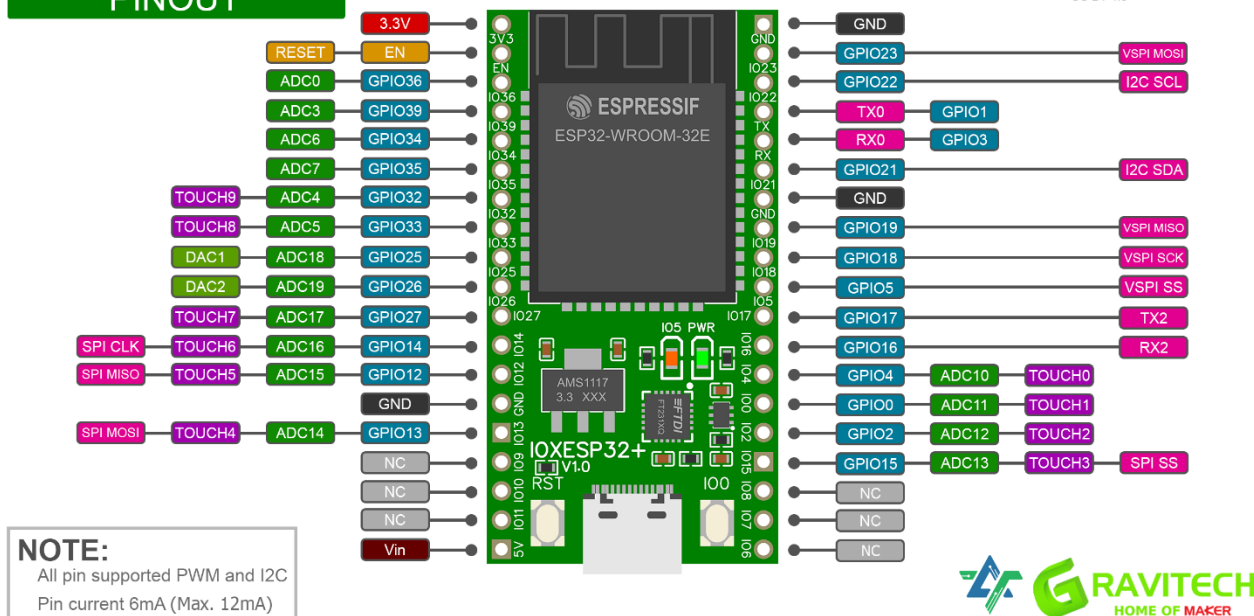 PINOUT
3.3V 3V3 GND GND
RESET EN EN IO23 GPIO23 VSPI MOSI
ADC0 GPIO36 IO36 IO22 GPIO22 I2C SCL
ADC3 GPIO39 IO39 TX TX0 GPIO1
ADC6 GPIO34 IO34 RX RX0 GPIO3
ADC7 GPIO35 IO35 IO21 GPIO21 I2C SDA
TOUCH9 ADC4 GPIO32 IO32 GND GND
TOUCH8 ADC5 GPIO33 IO33 IO19 GPIO19 VSPI MISO
DAC1 ADC18 GPIO25 IO25 IO18 GPIO18 VSPI SCK
DAC2 ADC19 GPIO26 IO26 IO5 GPIO5 VSPI SS
TOUCH7 ADC17 GPIO27 IO27 IO17 GPIO17 TX2
SPI CLK TOUCH6 ADC16 GPIO14 IO14 IO16 GPIO16 RX2
SPI MISO TOUCH5 ADC15 GPIO12 IO12 IO4 GPIO4 ADC10 TOUCH0
GND GND IO0 GPIO0 ADC11 TOUCH1
SPI MOSI TOUCH4 ADC14 GPIO13 IO13 IO2 GPIO2 ADC12 TOUCH2
NC IO9 IO15 GPIO15 ADC13 TOUCH3 SPI SS
NC IO10 IO8 NC
NC IO11 IO7 NC
Vin 5V IO6 NC
ESPRESSIF
ESP32-WROOM-32E
IO5 PWR
AMS1117
3.3 XXX
FTDI
FT231XQ
IOXESP32+
V1.0
RST
IO0
NOTE:
All pin supported PWM and I2C
Pin current 6mA (Max. 12mA)
GRAVITECH
HOME OF MAKER